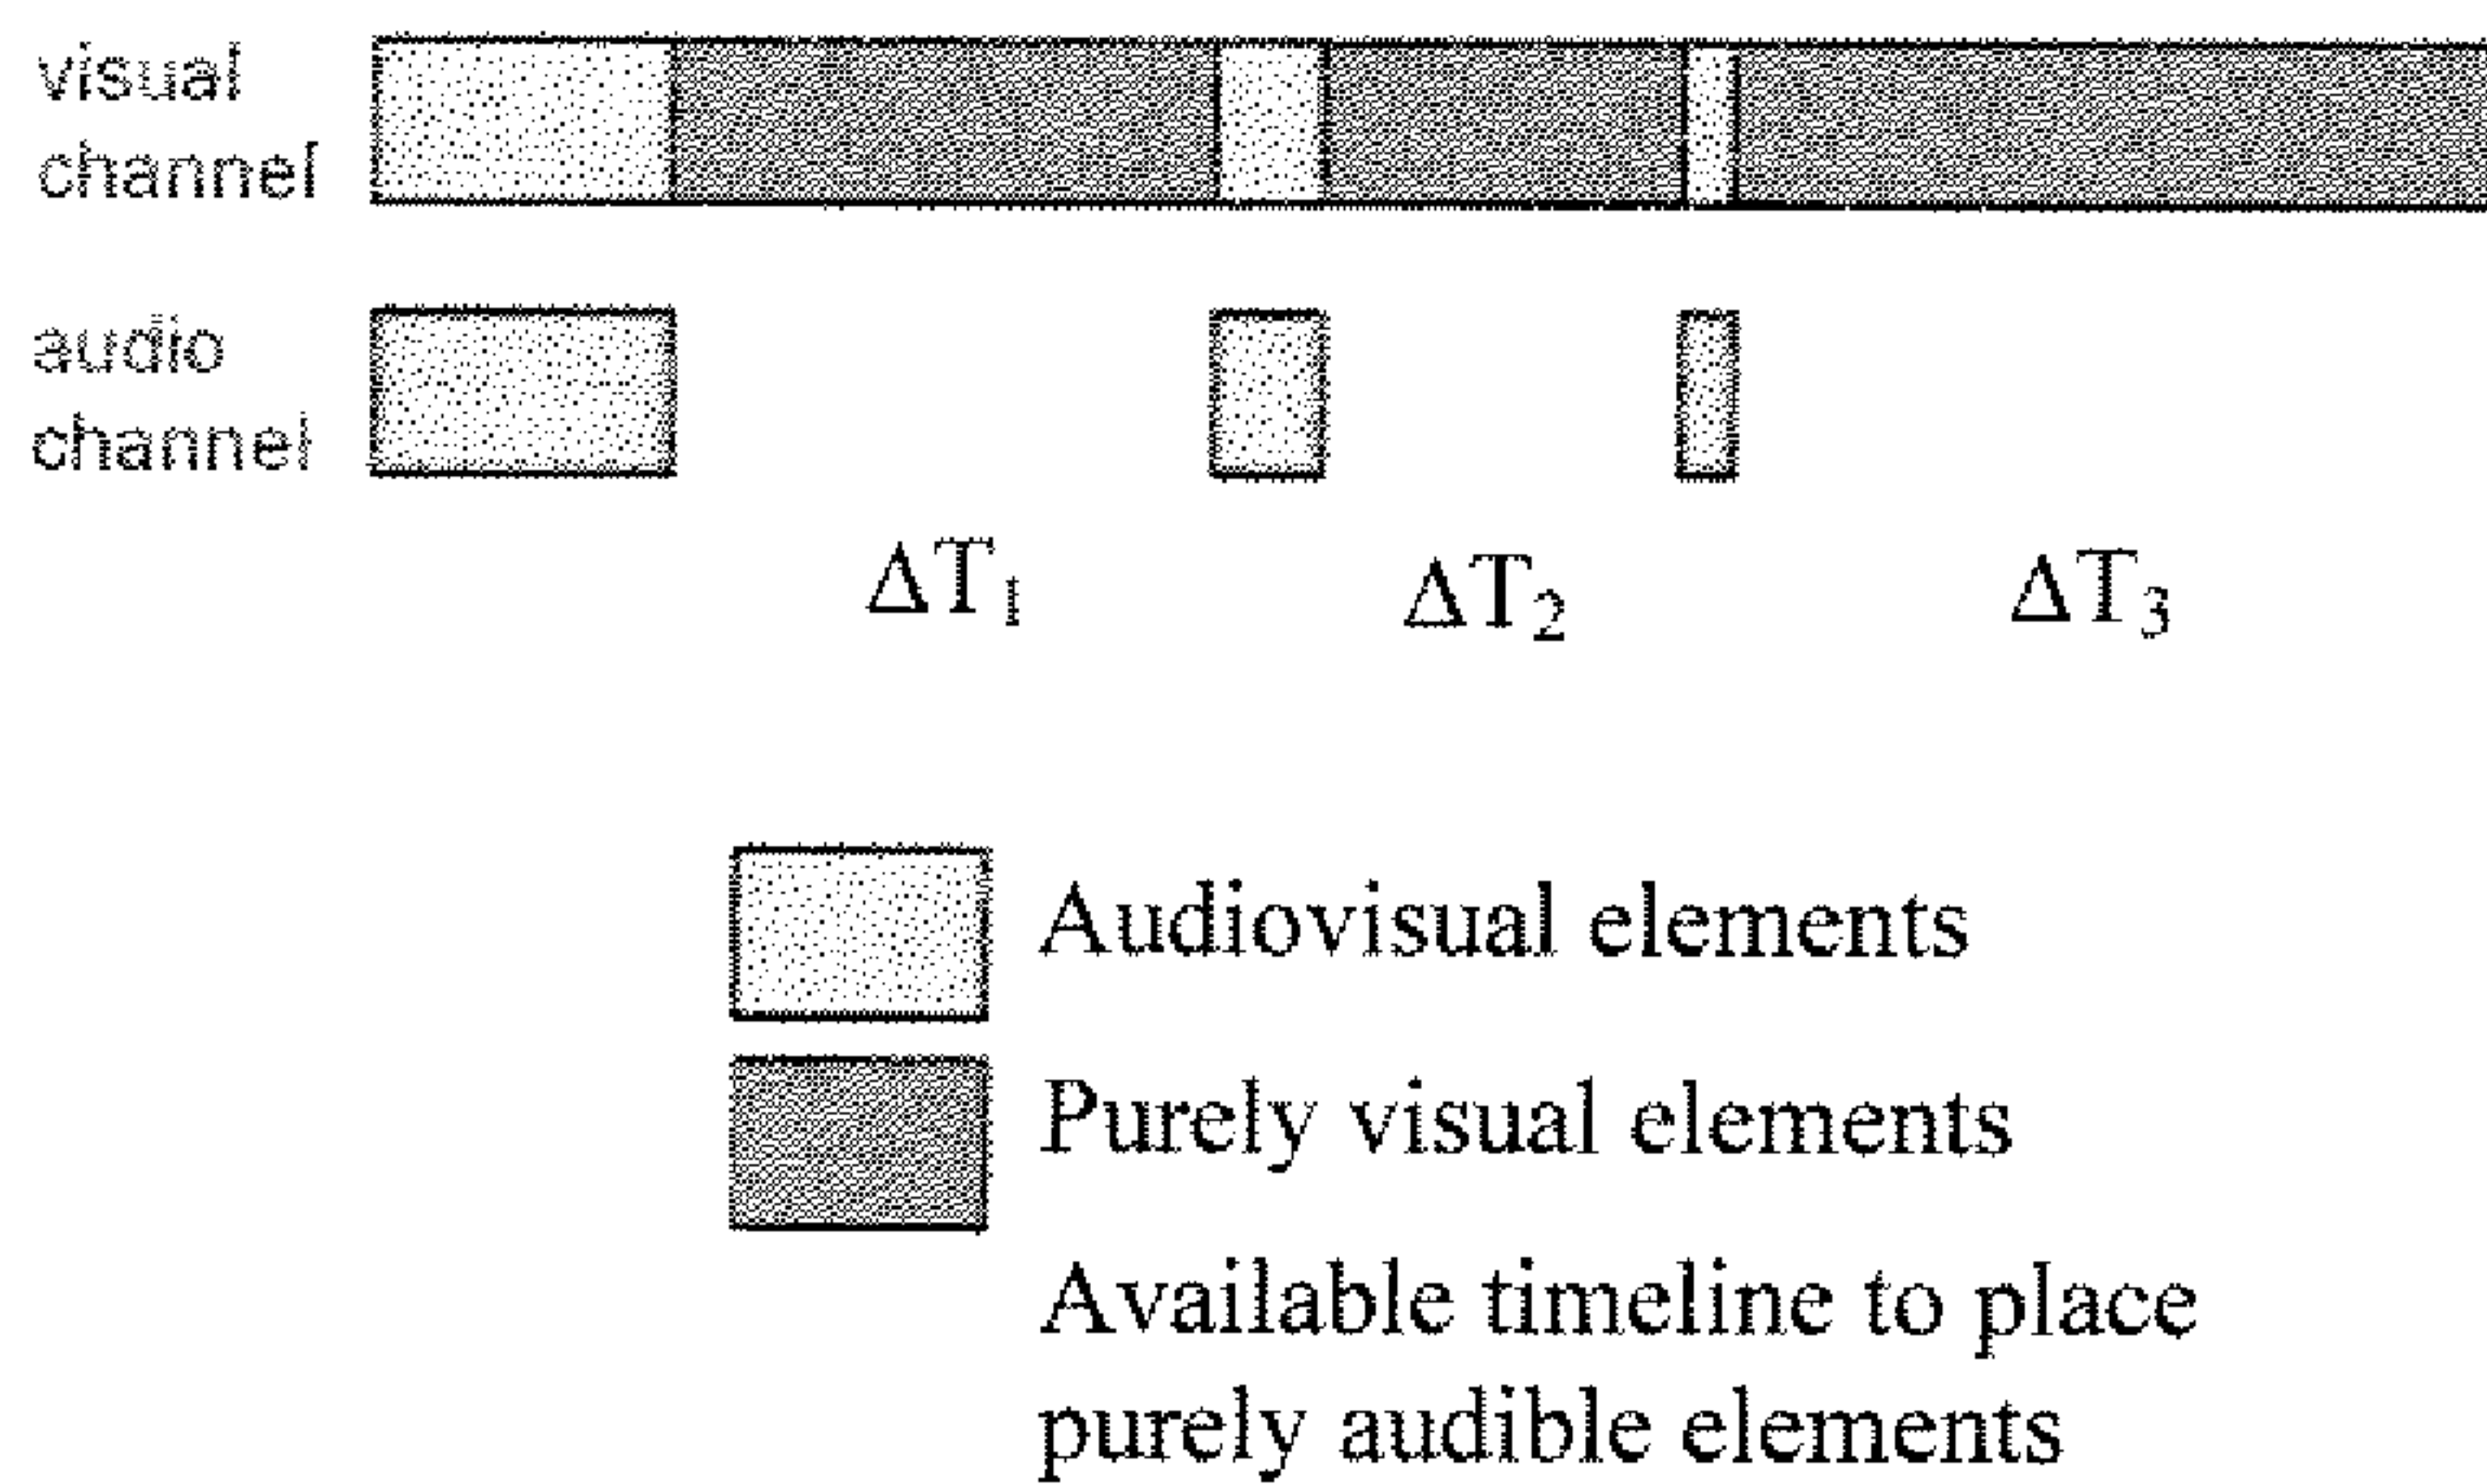 visual
channel
audio
channel
ΔT₁ ΔT₂ ΔT₃
Audiovisual elements
Purely visual elements
Available timeline to place
purely audible elements